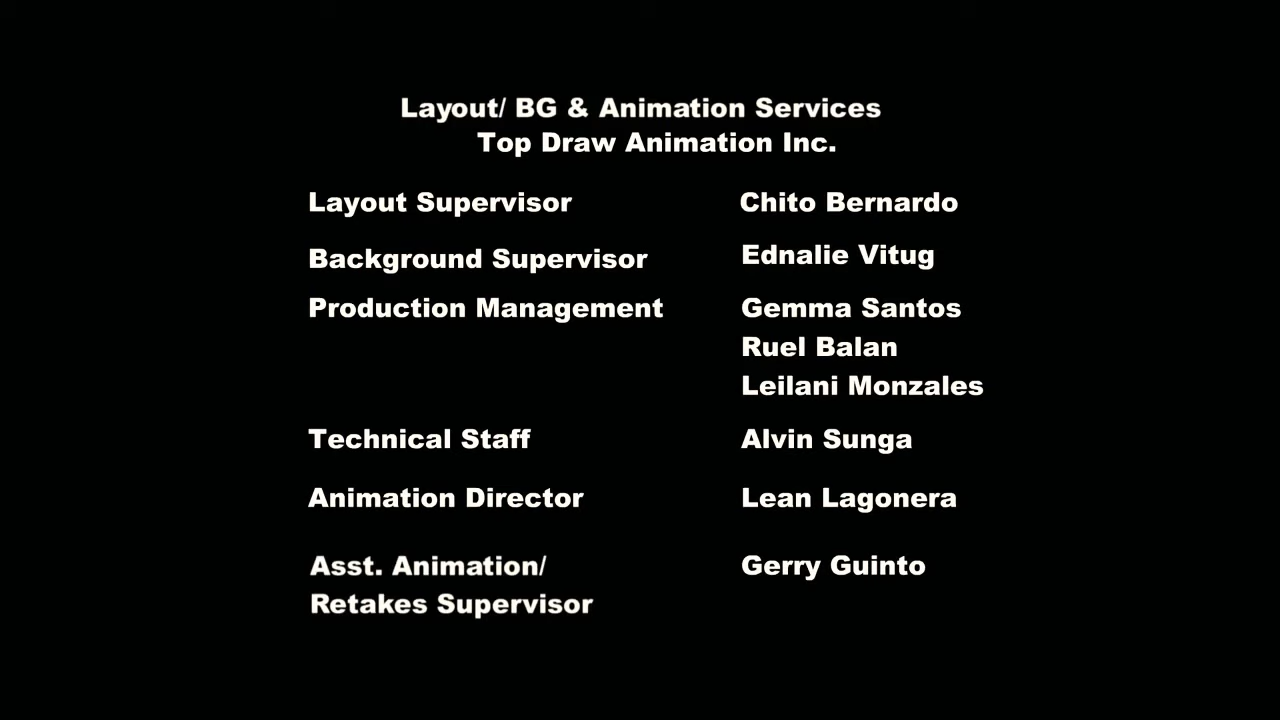 Layout/ BG & Animation Services
Top Draw Animation Inc.
Layout Supervisor Chito Bernardo
Background Supervisor Ednalie Vitug
Production Management Gemma Santos
Ruel Balan
Leilani Monzales
Technical Staff Alvin Sunga
Animation Director Lean Lagonera
Asst. Animation/ Gerry Guinto
Retakes Supervisor